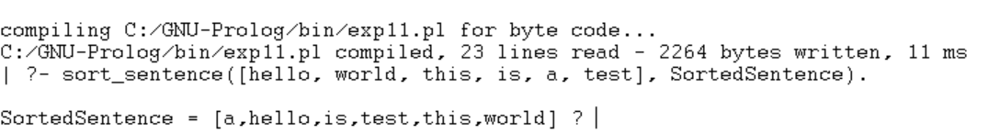 compiling C:/GNU-Prolog/bin/exp11.pl for byte code...
C:/GNU-Prolog/bin/exp11.pl compiled, 23 lines read - 2264 bytes written, 11 ms
| ?- sort_sentence([hello, world, this, is, a, test], SortedSentence).
SortedSentence = [a,hello,is,test,this,world] ?